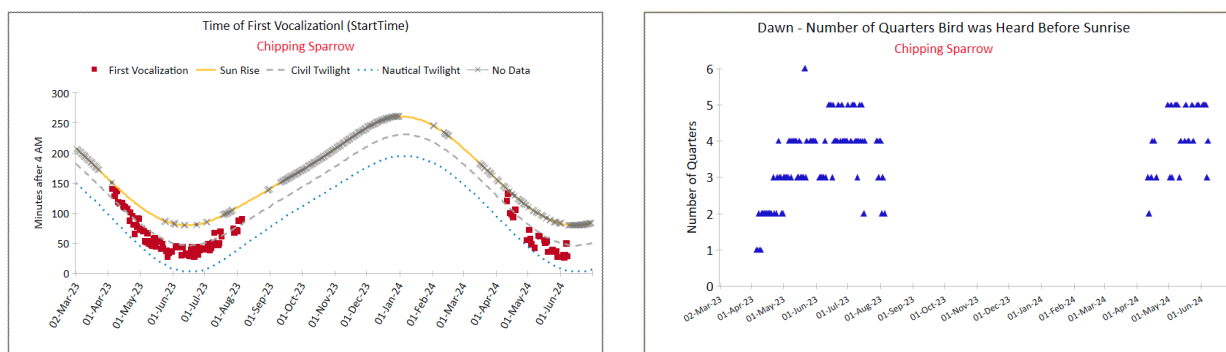 Time of First Vocalizationl (StartTime)
Chipping Sparrow
First Vocalization
Sun Rise
Civil Twilight
Nautical Twilight
No Data
Minutes after 4 AM
300
250
200
150
100
50
0
02-Mar-23
01-Apr-23
01-May-23
01-Jun-23
01-Jul-23
01-Aug-23
01-Sep-23
01-Oct-23
01-Nov-23
01-Dec-23
01-Jan-24
01-Feb-24
01-Mar-24
01-Apr-24
01-May-24
01-Jun-24
Dawn - Number of Quarters Bird was Heard Before Sunrise
Chipping Sparrow
Number of Quarters
6
5
4
3
2
1
02-Mar-23
01-Apr-23
01-May-23
01-Jun-23
01-Jul-23
01-Aug-23
01-Sep-23
01-Oct-23
01-Nov-23
01-Dec-23
01-Jan-24
01-Feb-24
01-Mar-24
01-Apr-24
01-May-24
01-Jun-24